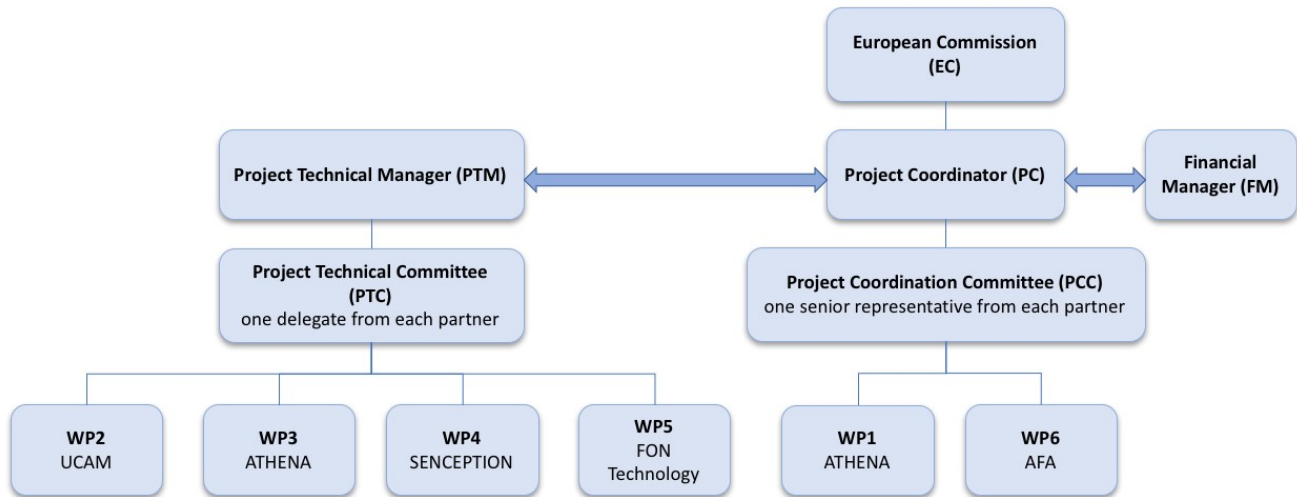 European Commission
(EC)
Project Technical Manager (PTM)
Project Coordinator (PC)
Financial
Manager (FM)
Project Technical Committee
(PTC)
one delegate from each partner
Project Coordination Committee (PCC)
one senior representative from each partner
WP2
UCAM
WP3
ATHENA
WP4
SENCEPTION
WP5
FON
Technology
WP1
ATHENA
WP6
AFA